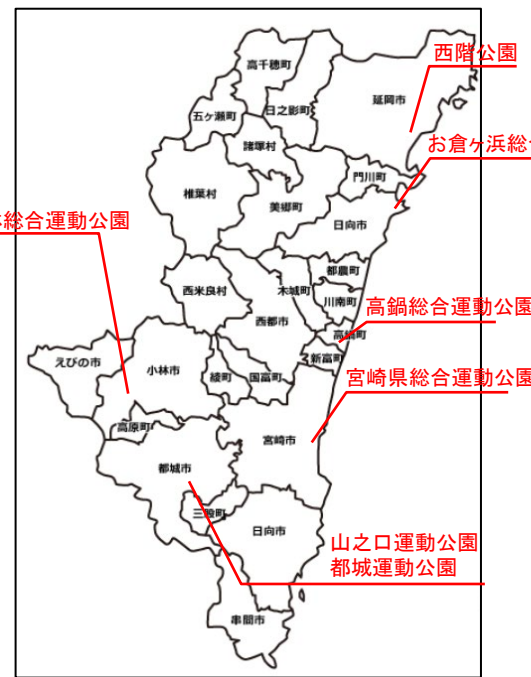 西階公園
高千穂町
延岡市
日之影町
五ヶ瀬町
諸塚村
お倉ヶ浜総合
門川町
椎葉村
美郷町
総合運動公園
日向市
都農町
西米良村
木城町
川南町
西都市
高鍋総合運動公園
高鍋町
えびの市
小林市
新富町
綾町
国富町
宮崎県総合運動公園
高原町
宮崎市
都城市
三股町
日向市
山之口運動公園
都城運動公園
串間市